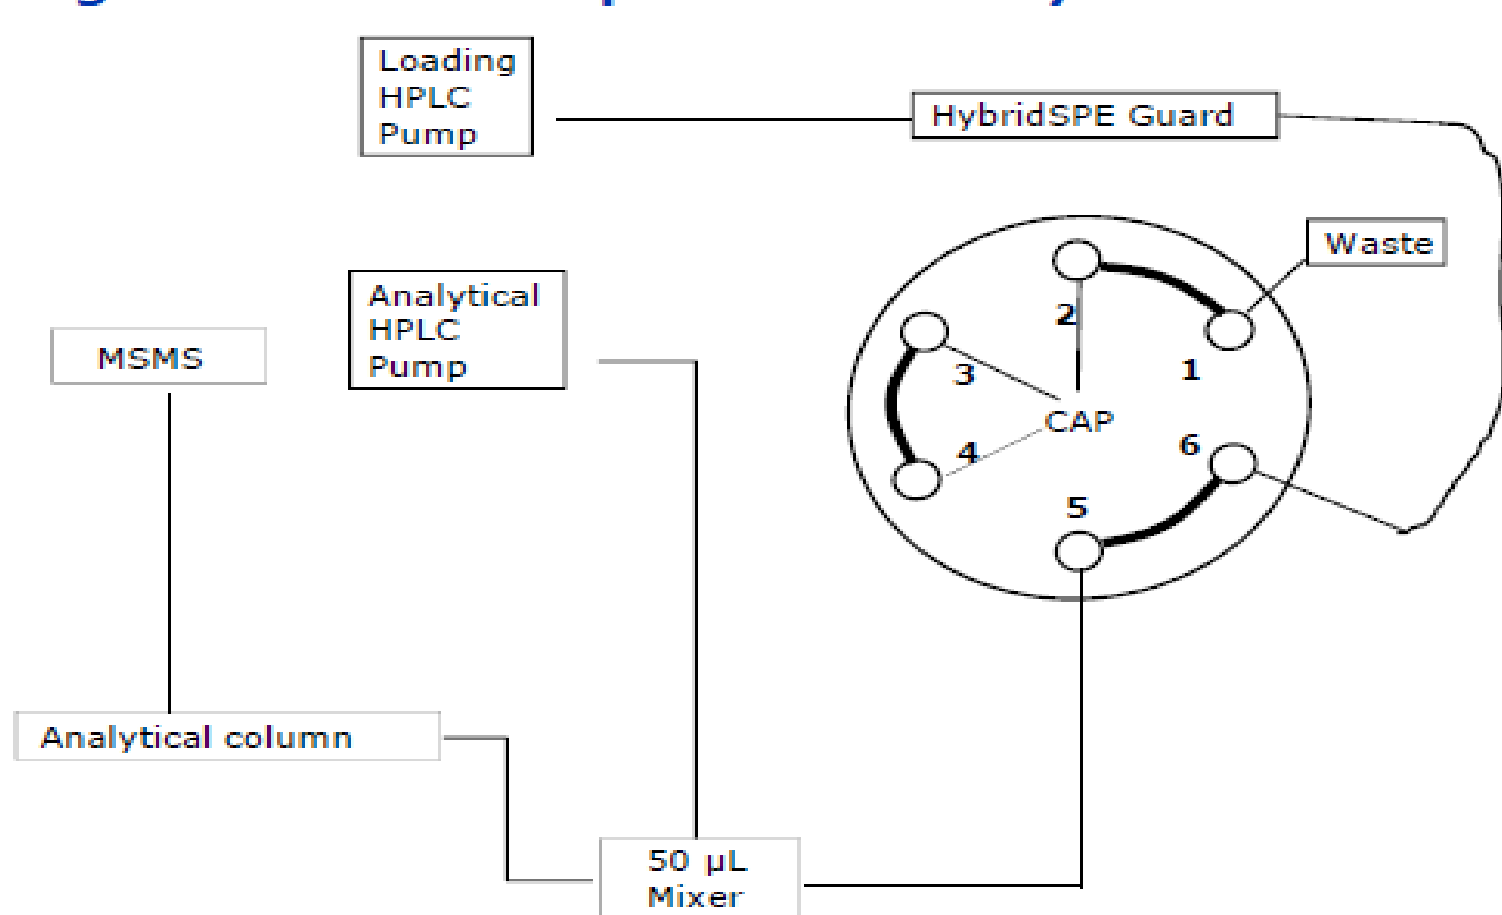 Loading
HPLC
Pump
HybridSPE Guard
Waste
Analytical
HPLC
Pump
MSMS
2
1
3
CAP
4
6
5
Analytical column
50 µL
Mixer